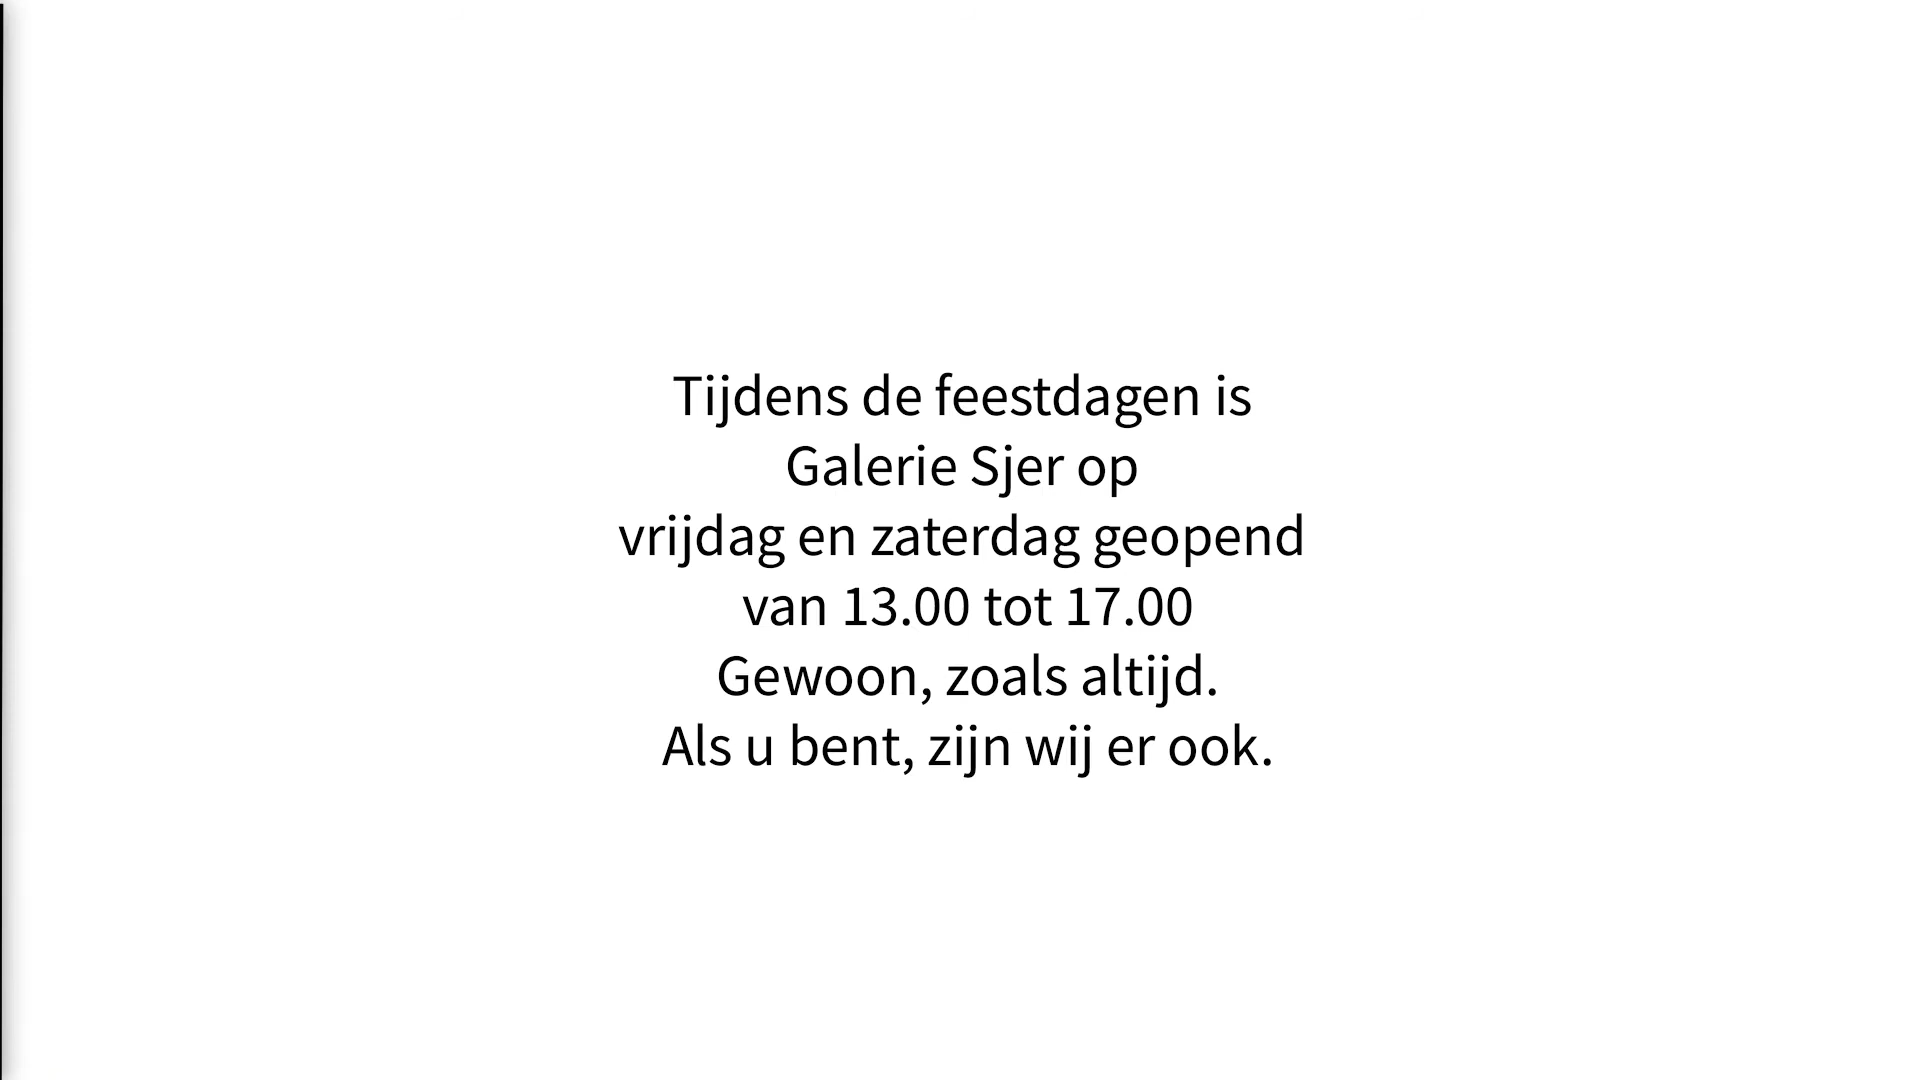 Tijdens de feestdagen is
Galerie Sjer op
vrijdag en zaterdag geopend
van 13.00 tot 17.00
Gewoon, zoals altijd.
Als u bent, zijn wij er ook.